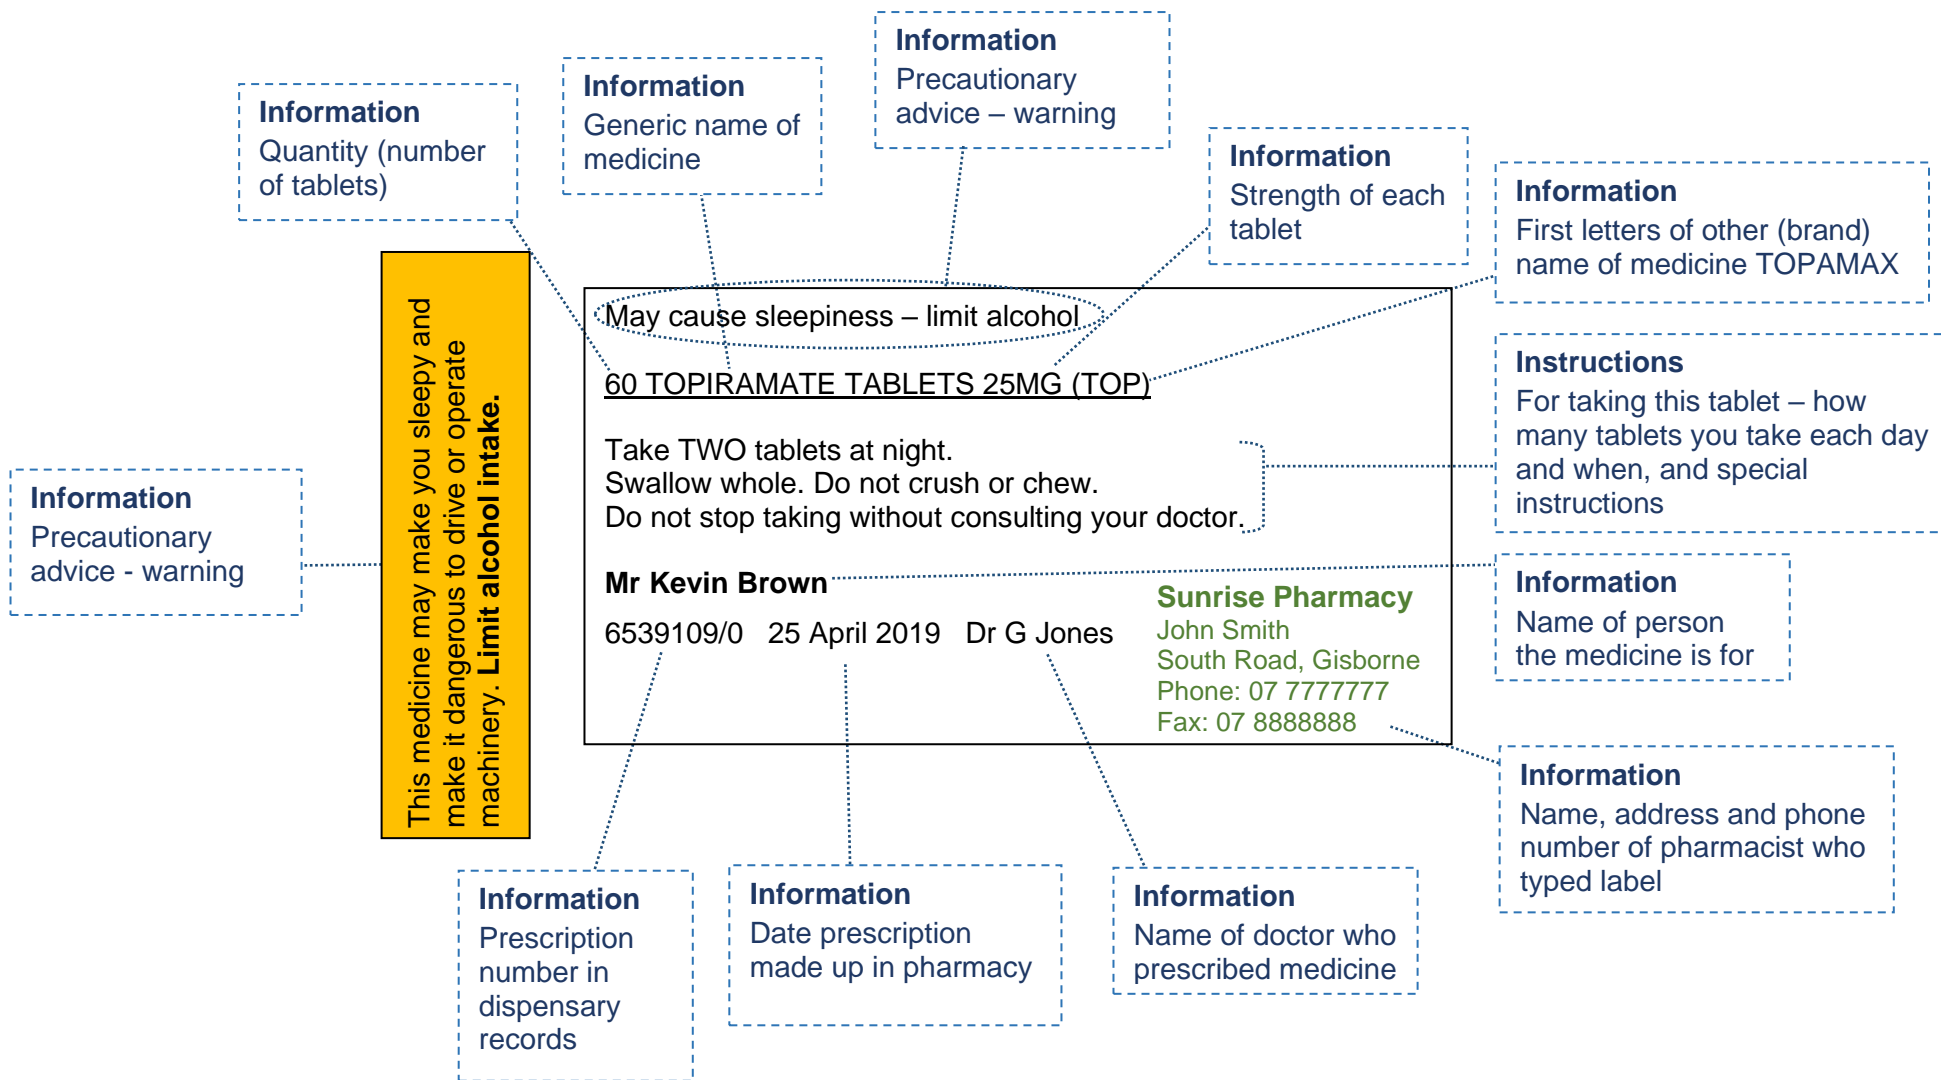 Information
Quantity (number
of tablets)
Information
Generic name of
medicine
Information
Precautionary
advice – warning
Information
Strength of each
tablet
Information
First letters of other (brand)
name of medicine TOPAMAX
Instructions
For taking this tablet – how
many tablets you take each day
and when, and special
instructions
This medicine may make you sleepy and
make it dangerous to drive or operate
machinery. Limit alcohol intake.
May cause sleepiness – limit alcohol
60 TOPIRAMATE TABLETS 25MG (TOP)
Take TWO tablets at night.
Swallow whole. Do not crush or chew.
Do not stop taking without consulting your doctor.
Mr Kevin Brown
6539109/0 25 April 2019 Dr G Jones
Sunrise Pharmacy
John Smith
South Road, Gisborne
Phone: 07 7777777
Fax: 07 8888888
Information
Precautionary
advice - warning
Information
Name of person
the medicine is for
Information
Name, address and phone
number of pharmacist who
typed label
Information
Prescription
number in
dispensary
records
Information
Date prescription
made up in pharmacy
Information
Name of doctor who
prescribed medicine